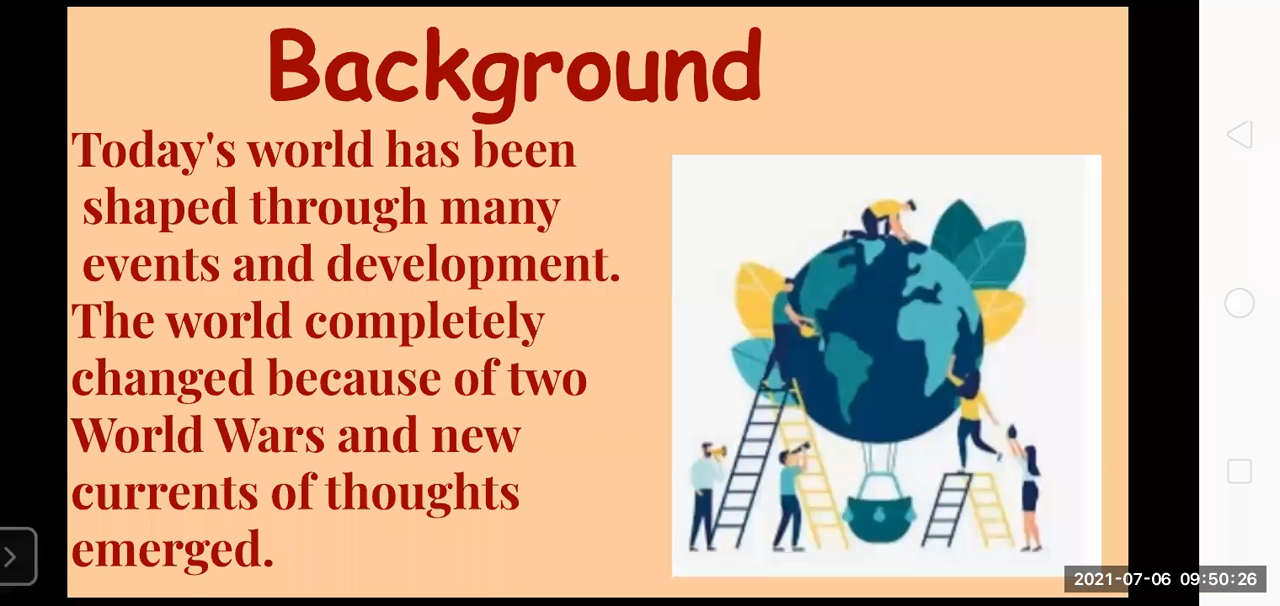 Background
Today's world has been
shaped through many
events and development.
The world completely
changed because of two
World Wars and new
currents of thoughts
emerged.
2021-07-06 09:50:26